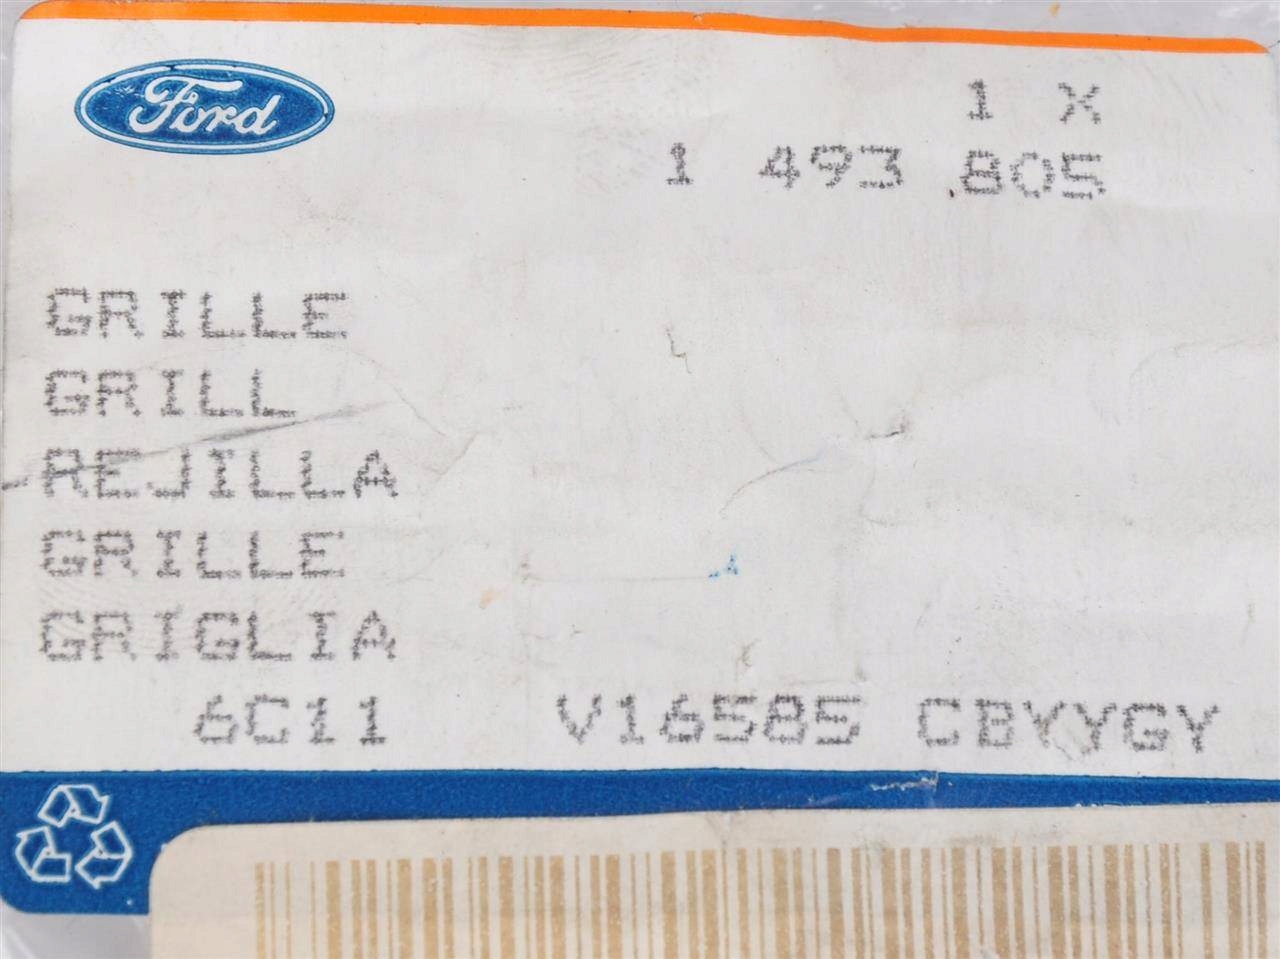 Ford
1 X
1 493 805
GRILLE
GRILL
REJILLA
GRILLE
GRIGLIA
6C11 V16585 CBYYGY